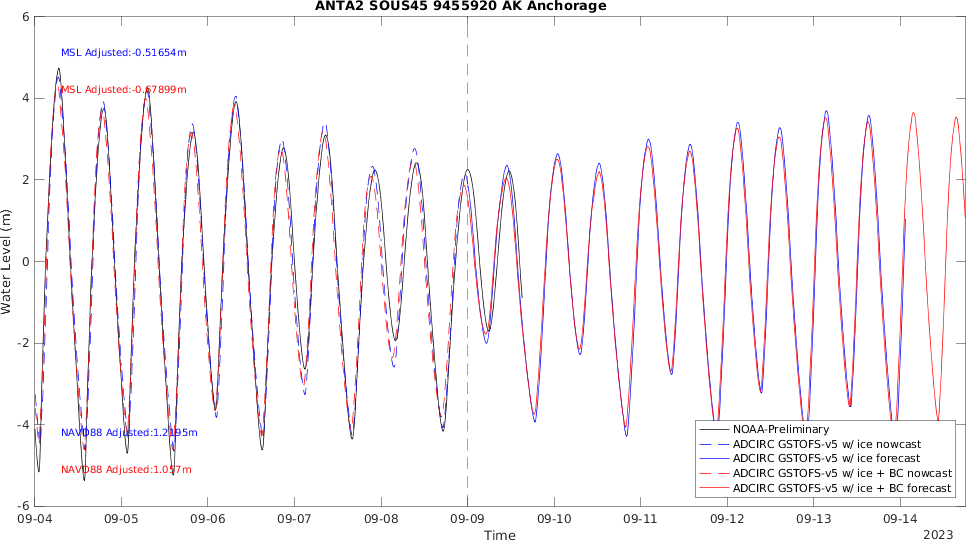 ANTA2 SOUS45 9455920 AK Anchorage
6
4
2
0
-2
-4
-6
Water Level (m)
MSL Adjusted:-0.51654m
MSL Adjusted:-0.67899m
NAVD88 Adjusted:1.2195m
NAVD88 Adjusted:1.057m
NOAA-Preliminary
ADCIRC GSTOFS-v5 w/ ice nowcast
ADCIRC GSTOFS-v5 w/ ice forecast
ADCIRC GSTOFS-v5 w/ ice + BC nowcast
ADCIRC GSTOFS-v5 w/ ice + BC forecast
09-04 09-05 09-06 09-07 09-08 09-09 09-10 09-11 09-12 09-13 09-14
Time
2023